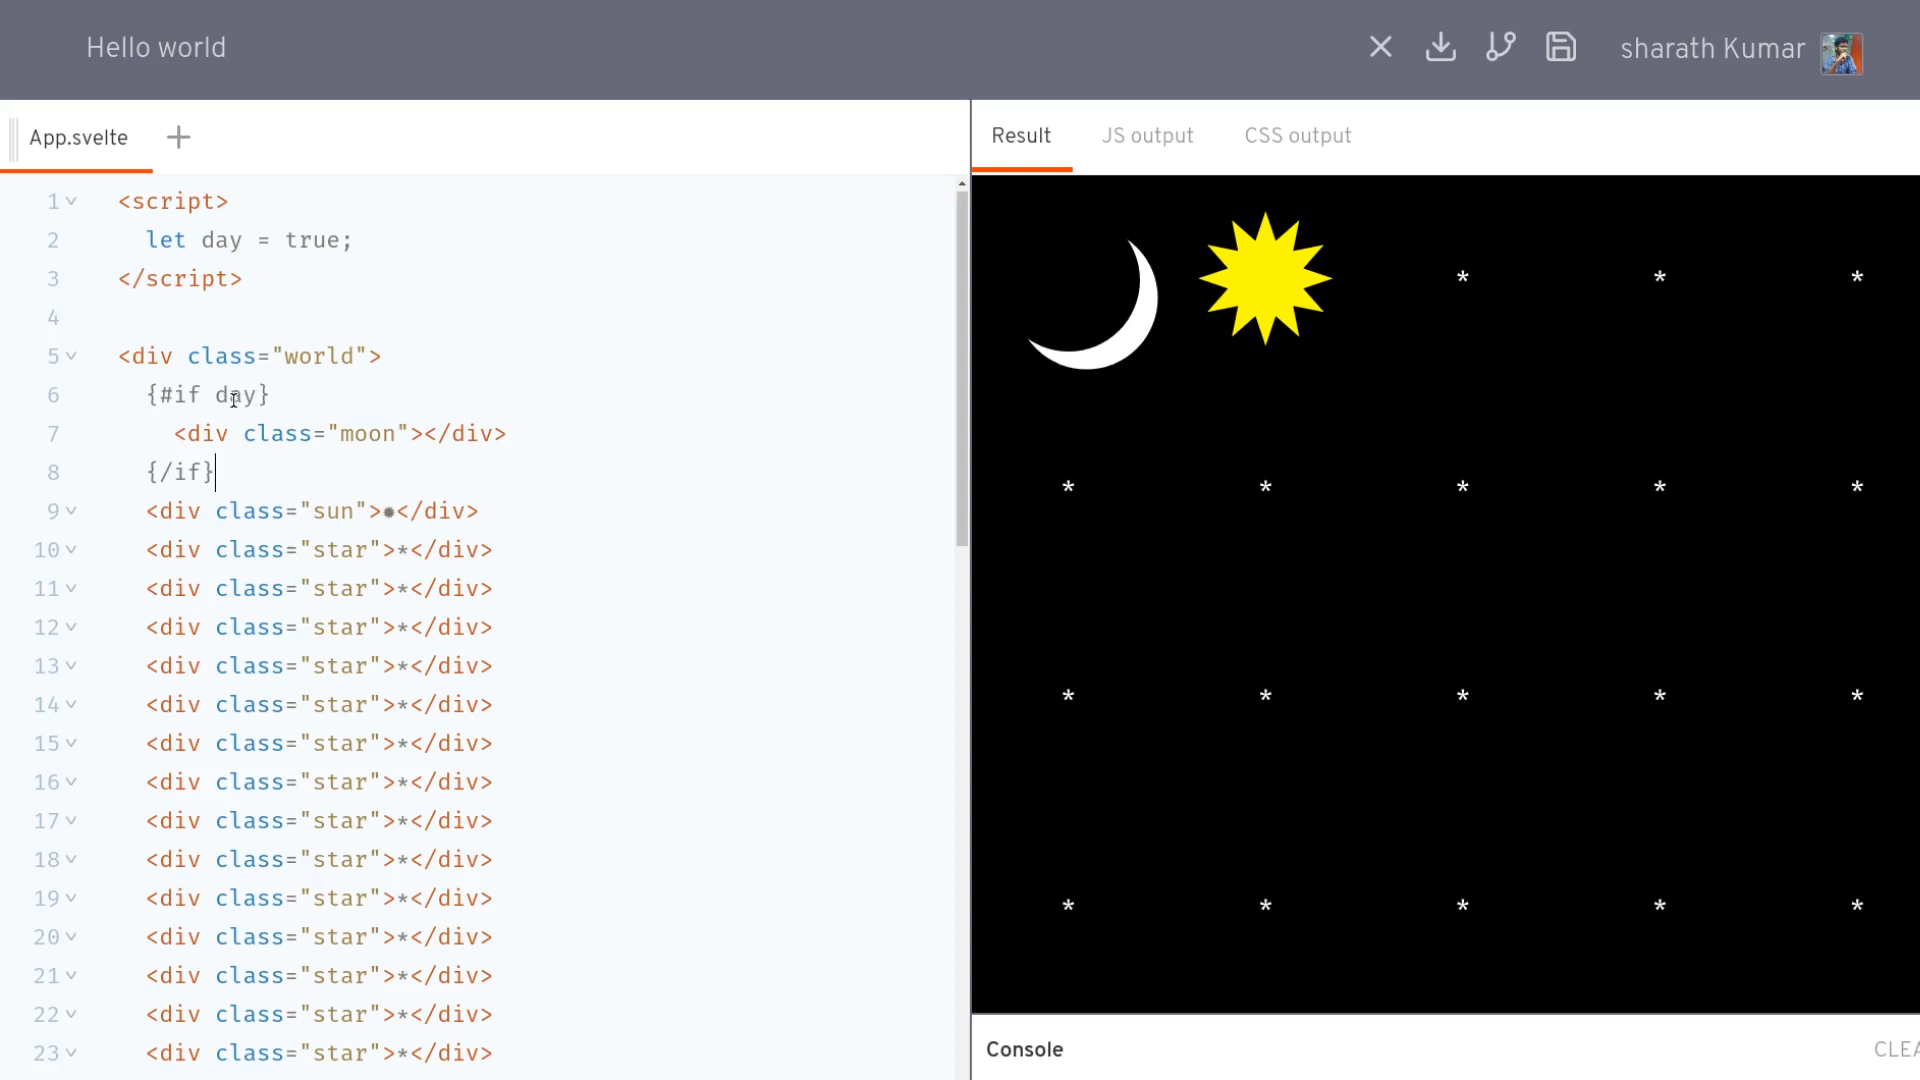 Hello world
sharath Kumar
App.svelte
Result JS output CSS output
1 <script>
2 let day = true;
3 </script>
4
5 <div class="world">
6 {#if day}
7 <div class="moon"></div>
8 {/if}
9 <div class="sun">✹</div>
10 <div class="star">*</div>
11 <div class="star">*</div>
12 <div class="star">*</div>
13 <div class="star">*</div>
14 <div class="star">*</div>
15 <div class="star">*</div>
16 <div class="star">*</div>
17 <div class="star">*</div>
18 <div class="star">*</div>
19 <div class="star">*</div>
20 <div class="star">*</div>
21 <div class="star">*</div>
22 <div class="star">*</div>
23 <div class="star">*</div>
* * *
* * * * *
* * * * *
* * * * *
Console
CLEA